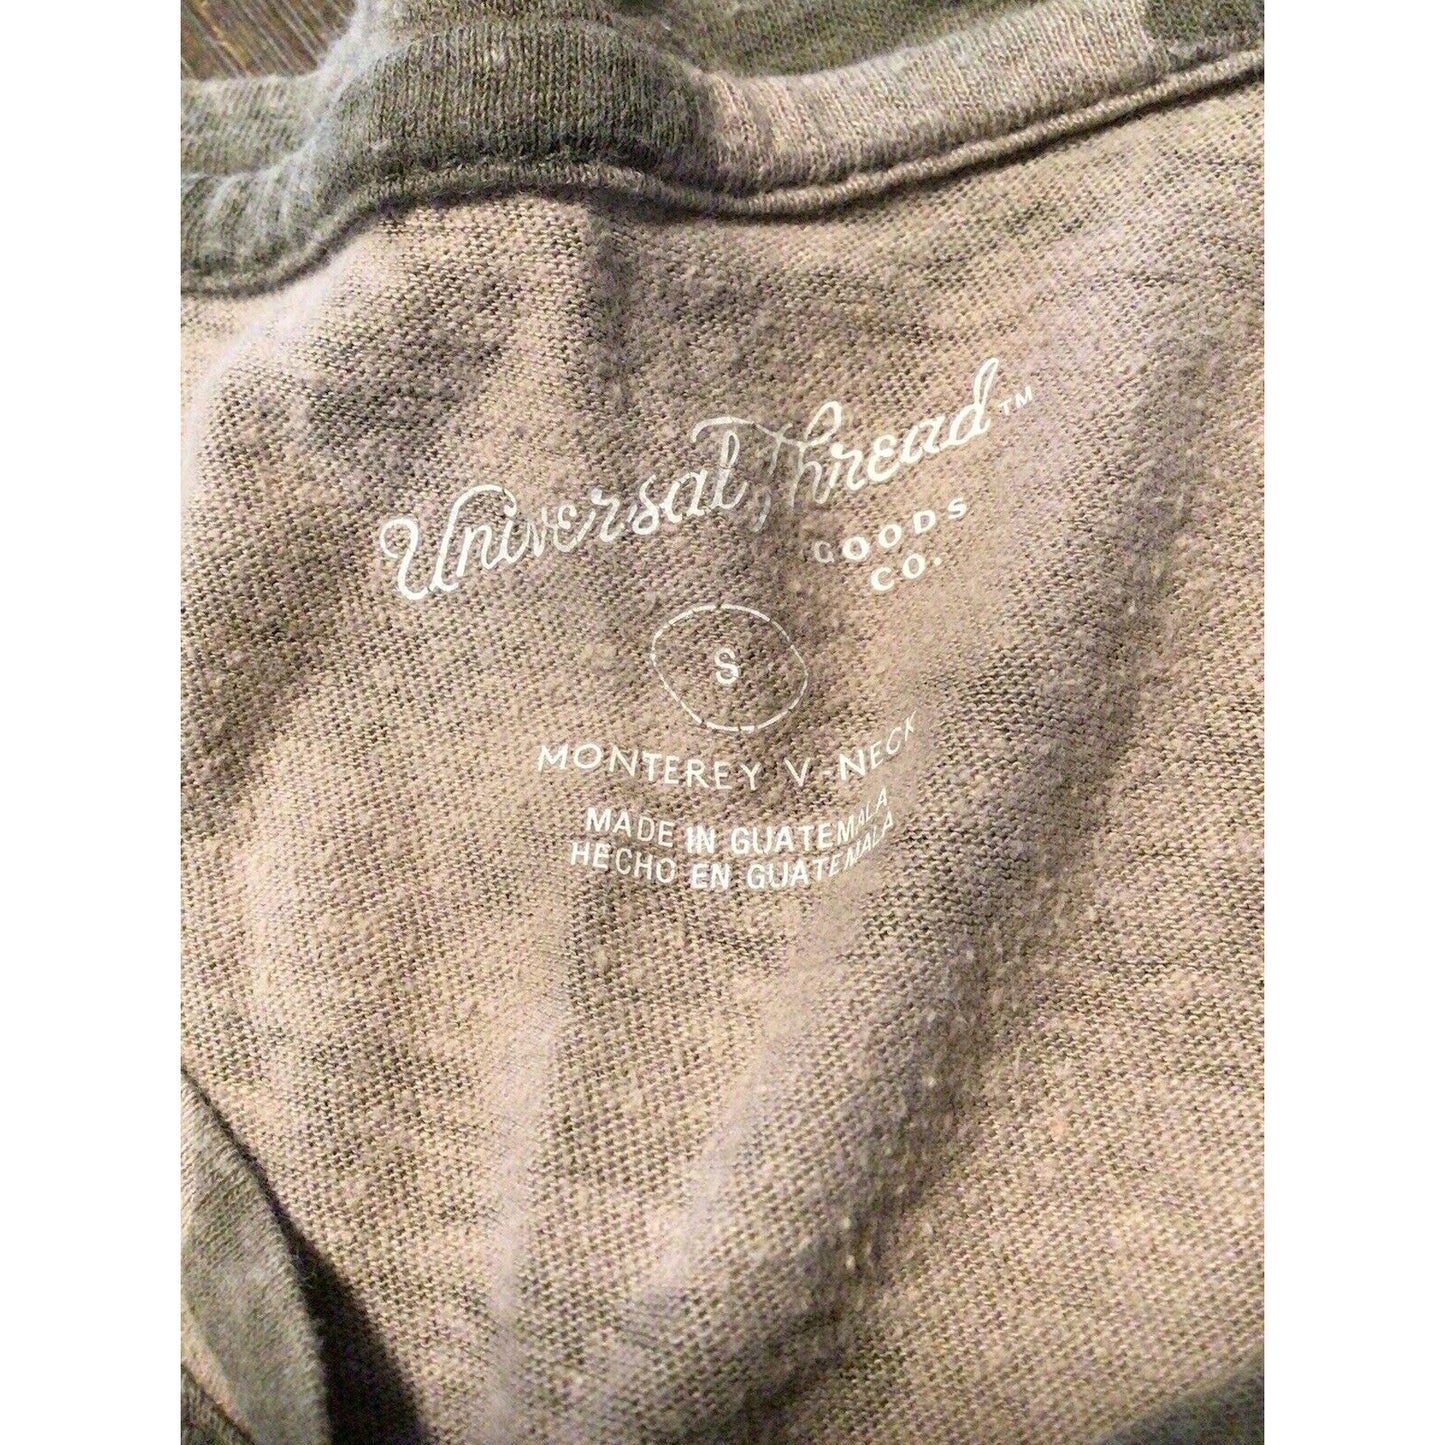 Universal Thread™
GOODS
CO.
S
MONTEREY V-NECK
MADE IN GUATEMALA
HECHO EN GUATEMALA